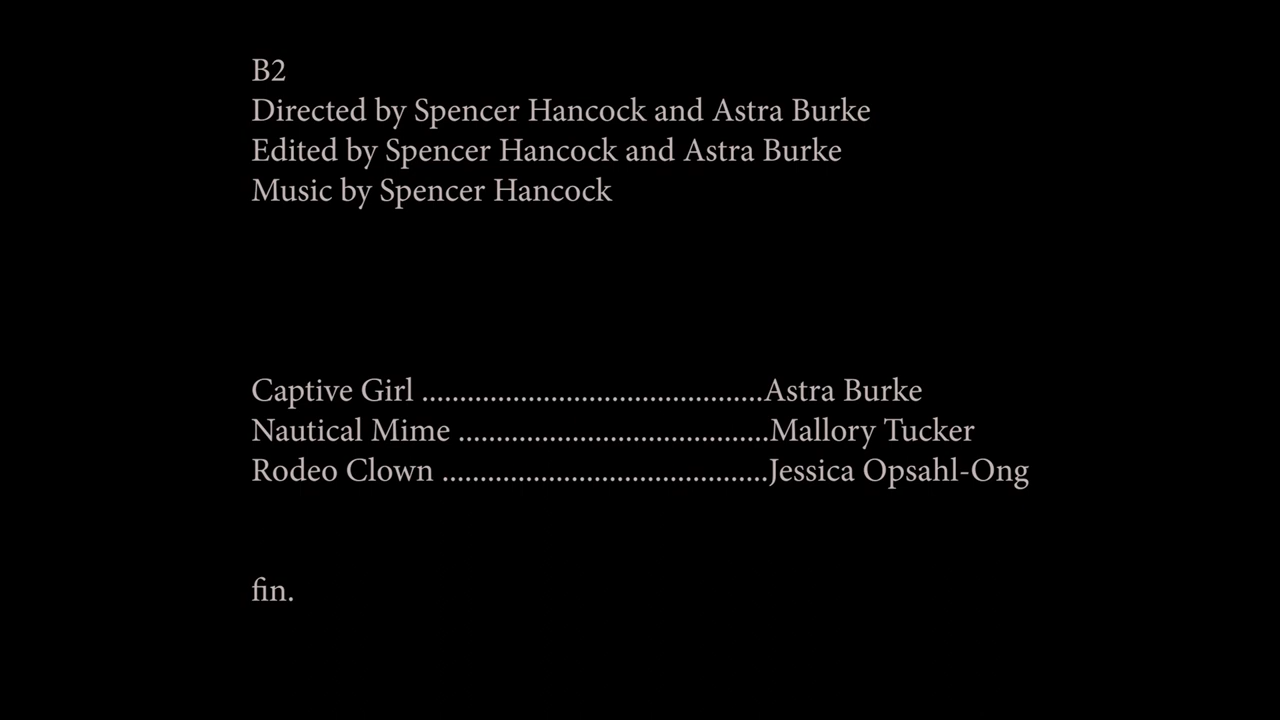 B2
Directed by Spencer Hancock and Astra Burke
Edited by Spencer Hancock and Astra Burke
Music by Spencer Hancock
Captive Girl .............................................Astra Burke
Nautical Mime .........................................Mallory Tucker
Rodeo Clown ...........................................Jessica Opsahl-Ong
fin.